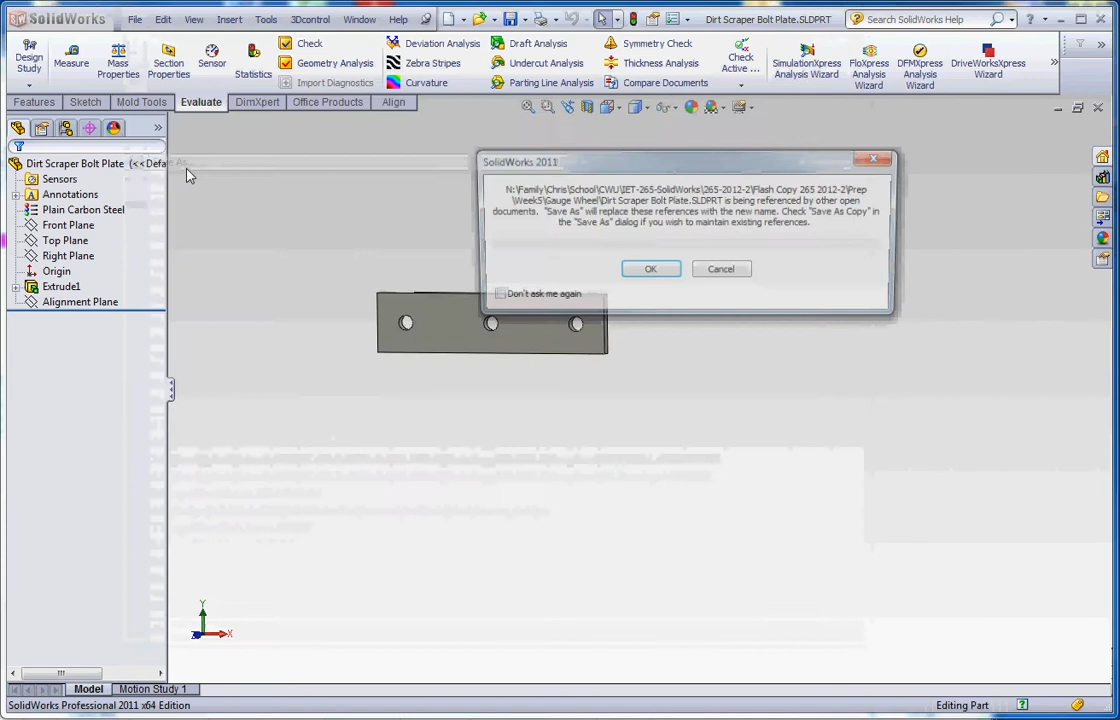 SolidWorks File Edit View Insert Tools 3Dcontrol Window Help Dirt Scraper Bolt Plate.SLDPRT Search SolidWorks Help
Design Study
Measure
Mass Properties
Section Properties
Sensor
Statistics
Check
Geometry Analysis
Import Diagnostics
Deviation Analysis
Zebra Stripes
Curvature
Draft Analysis
Undercut Analysis
Parting Line Analysis
Symmetry Check
Thickness Analysis
Compare Documents
Check Active ...
SimulationXpress Analysis Wizard
FloXpress Analysis Wizard
DFMXpress Analysis Wizard
DriveWorksXpress Wizard
Features Sketch Mold Tools Evaluate DimXpert Office Products Align
Dirt Scraper Bolt Plate (<<Defa
Sensors
Annotations
Plain Carbon Steel
Front Plane
Top Plane
Right Plane
Origin
Extrude1
Alignment Plane
SolidWorks 2011
N:\Family\Chris\School\CWU\IET-265-SolidWorks\265-2012-2\Flash Copy 265 2012-2\Prep
\Week5\Gauge Wheel\Dirt Scraper Bolt Plate.SLDPRT is being referenced by other open
documents. "Save As" will replace these references with the new name. Check "Save As Copy" in
the "Save As" dialog if you wish to maintain existing references.
OK Cancel
Don't ask me again
Y
X
Z
Model Motion Study 1
SolidWorks Professional 2011 x64 Edition Editing Part